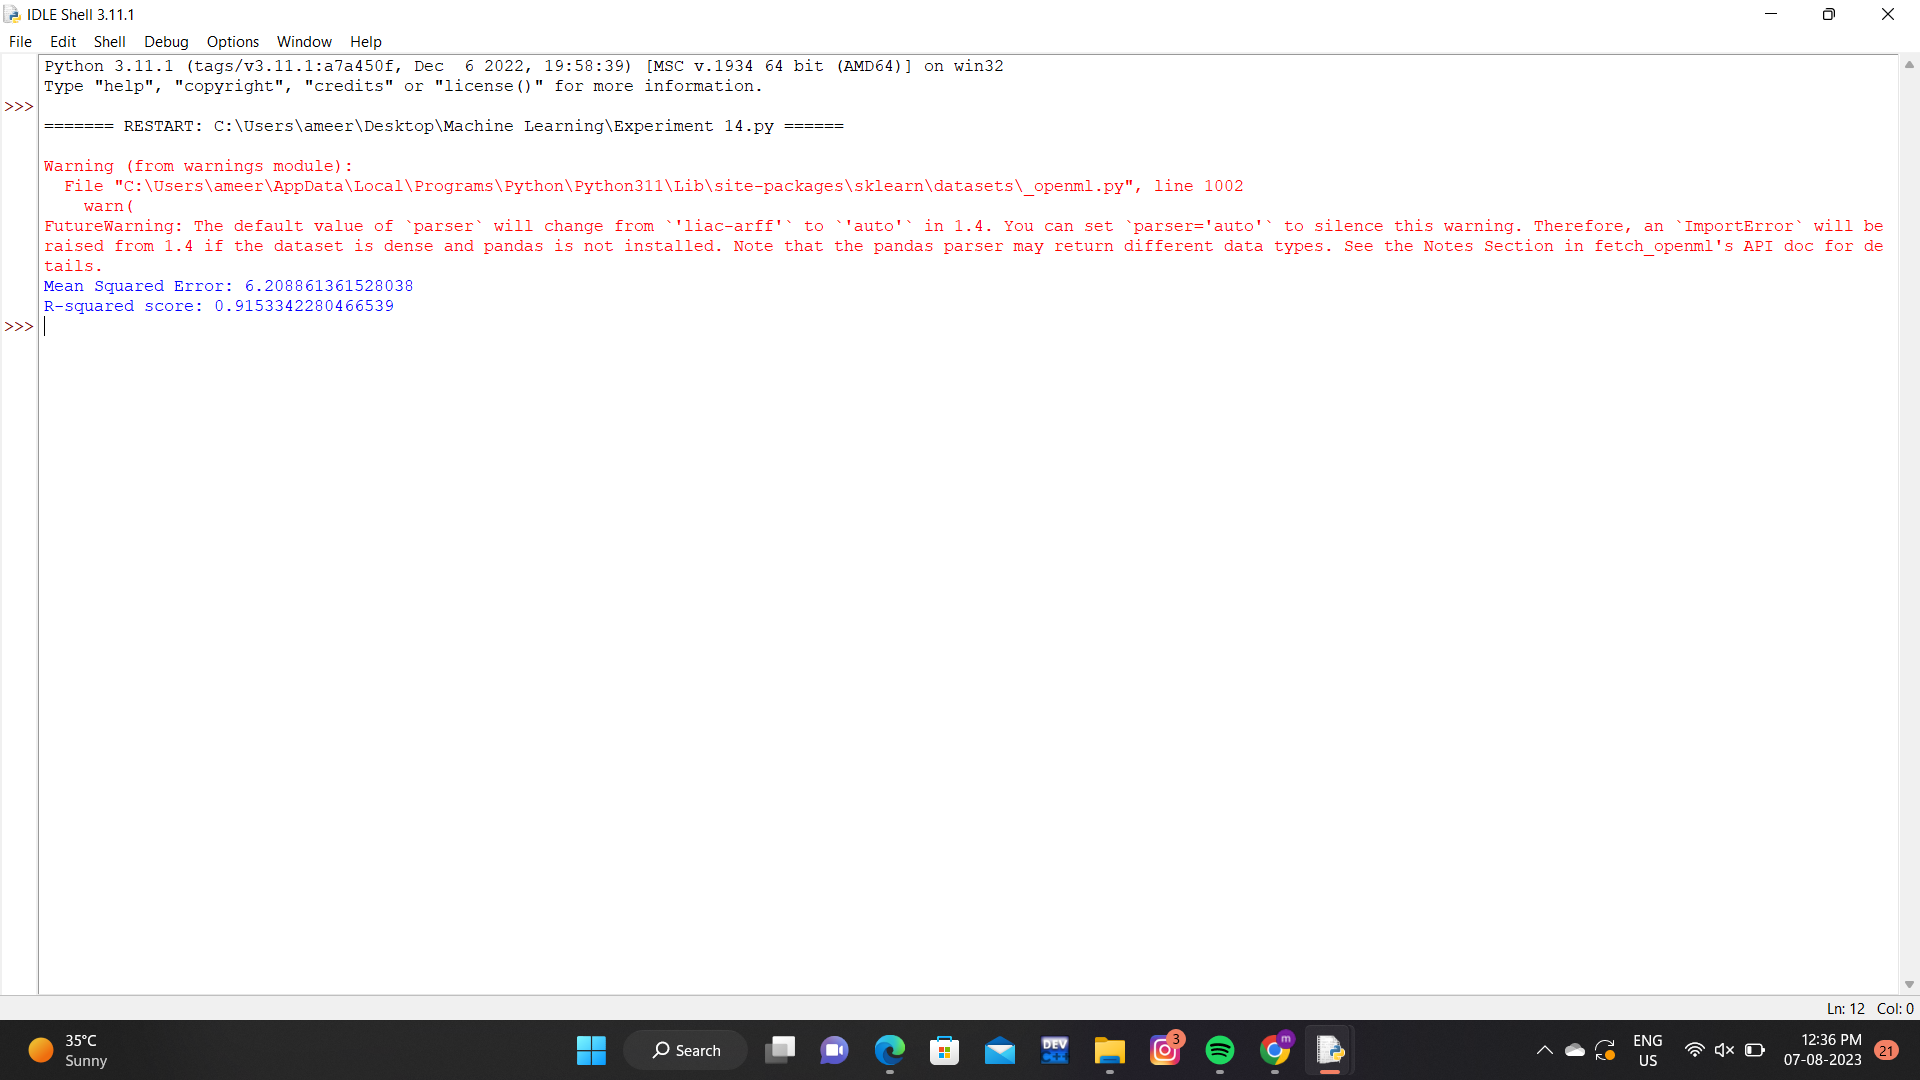 IDLE Shell 3.11.1
File Edit Shell Debug Options Window Help
Python 3.11.1 (tags/v3.11.1:a7a450f, Dec  6 2022, 19:58:39) [MSC v.1934 64 bit (AMD64)] on win32
Type "help", "copyright", "credits" or "license()" for more information.
>>>
======= RESTART: C:\Users\ameer\Desktop\Machine Learning\Experiment 14.py ======
Warning (from warnings module):
  File "C:\Users\ameer\AppData\Local\Programs\Python\Python311\Lib\site-packages\sklearn\datasets\_openml.py", line 1002
    warn(
FutureWarning: The default value of `parser` will change from `'liac-arff'` to `'auto'` in 1.4. You can set `parser='auto'` to silence this warning. Therefore, an `ImportError` will be
raised from 1.4 if the dataset is dense and pandas is not installed. Note that the pandas parser may return different data types. See the Notes Section in fetch_openml's API doc for de
tails.
Mean Squared Error: 6.208861361528038
R-squared score: 0.9153342280466539
>>>
Ln: 12 Col: 0
35°C
Sunny
Search
DEV
C++
3
m
ENG
US
12:36 PM
07-08-2023
21